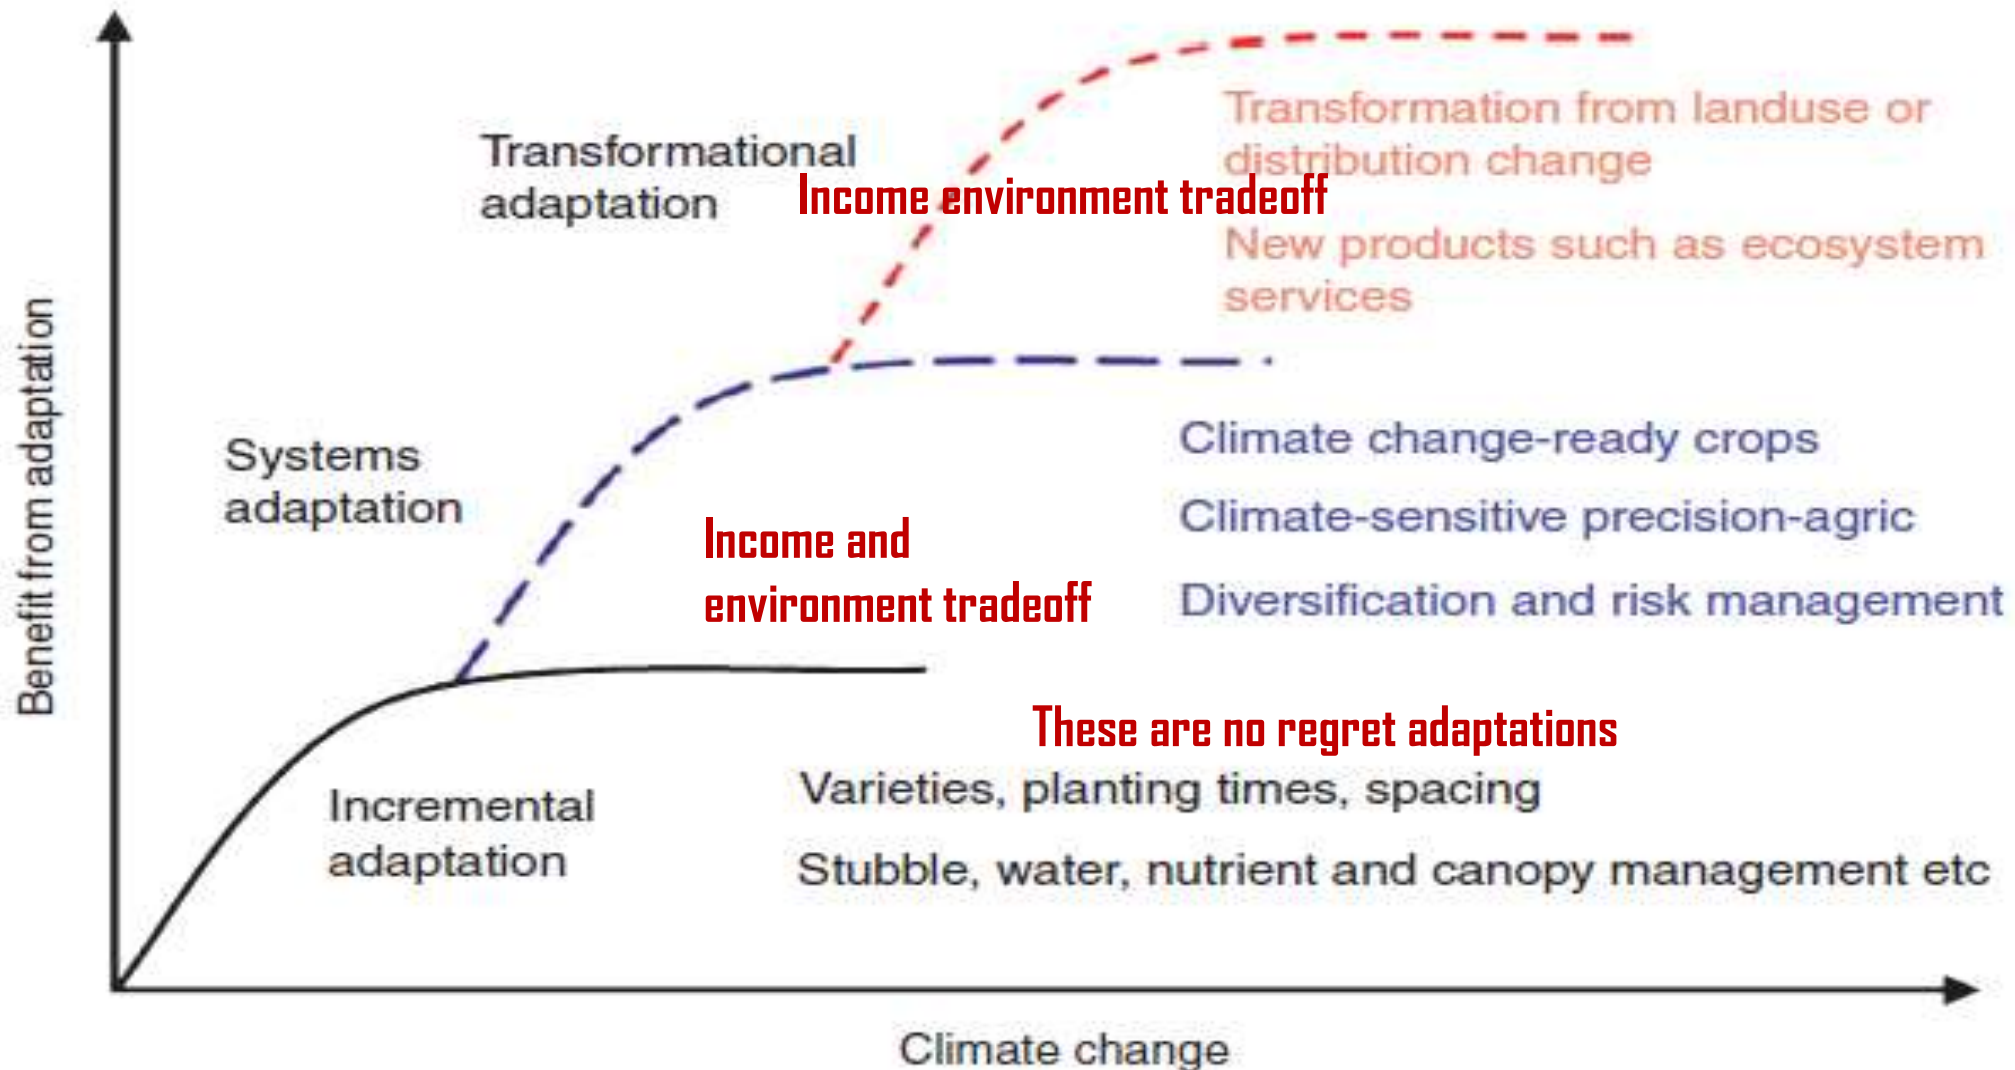 Transformational
adaptation
Income environment tradeoff
Transformation from landuse or
distribution change
New products such as ecosystem
services
Benefit from adaptation
Systems
adaptation
Income and
environment tradeoff
Climate change-ready crops
Climate-sensitive precision-agric
Diversification and risk management
These are no regret adaptations
Incremental
adaptation
Varieties, planting times, spacing
Stubble, water, nutrient and canopy management etc
Climate change